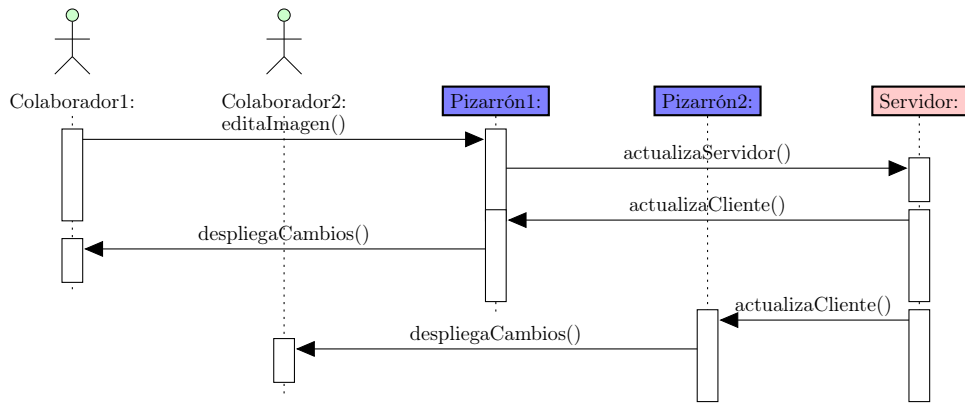 Colaborador1:
Colaborador2:
Pizarrón1:
Pizarrón2:
Servidor:
editaImagen()
actualizaServidor()
actualizaCliente()
despliegaCambios()
actualizaCliente()
despliegaCambios()